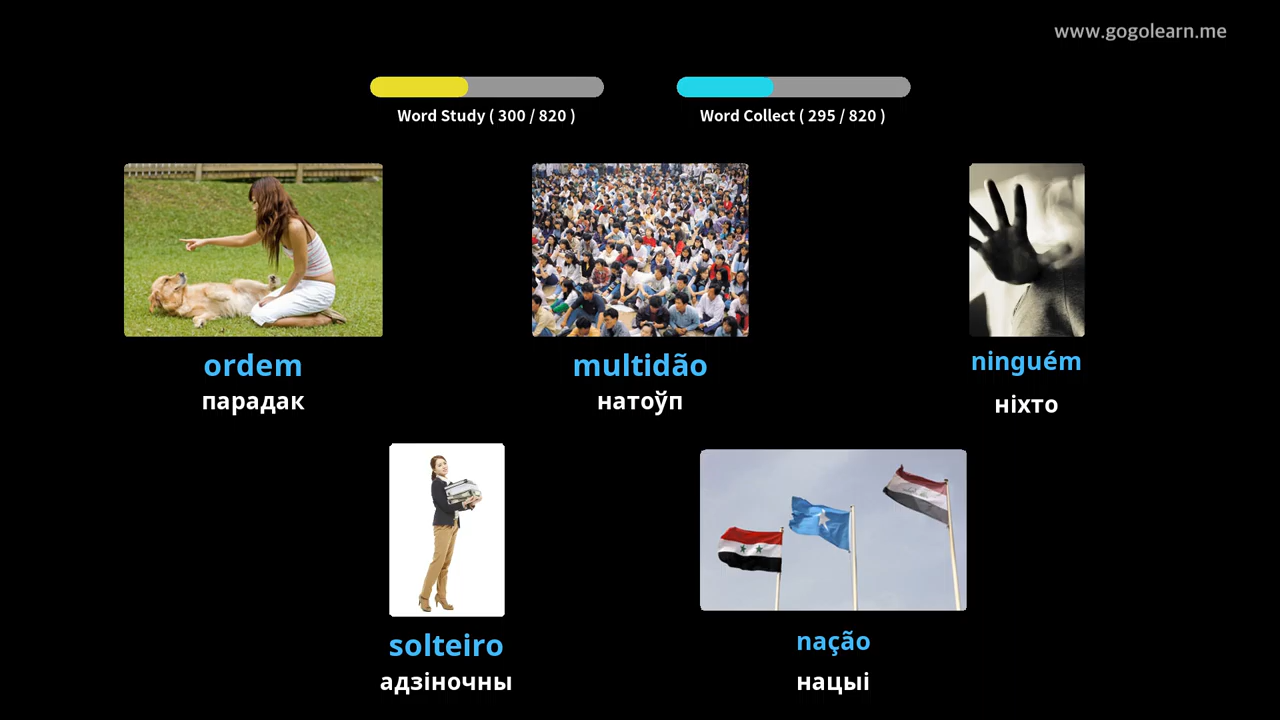 www.gogolearn.me
Word Study ( 300 / 820 )
Word Collect ( 295 / 820 )
ordem
парадак
multidão
натоўп
ninguém
ніхто
solteiro
адзіночны
nação
нацыі